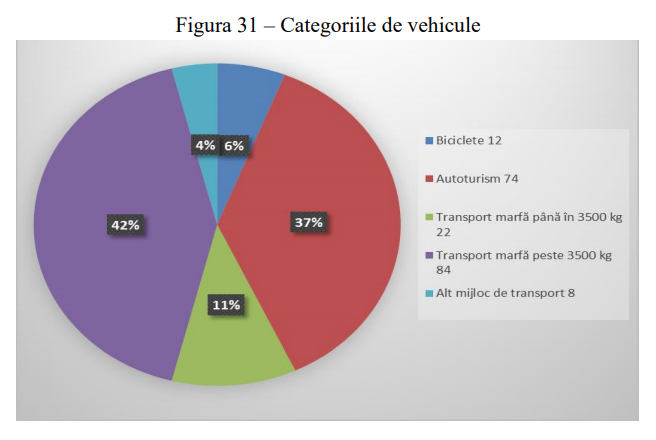 Figura 31 – Categoriile de vehicule
4%
6%
42%
37%
11%
Biciclete 12
Autoturism 74
Transport marfă până în 3500 kg
22
Transport marfă peste 3500 kg
84
Alt mijloc de transport 8